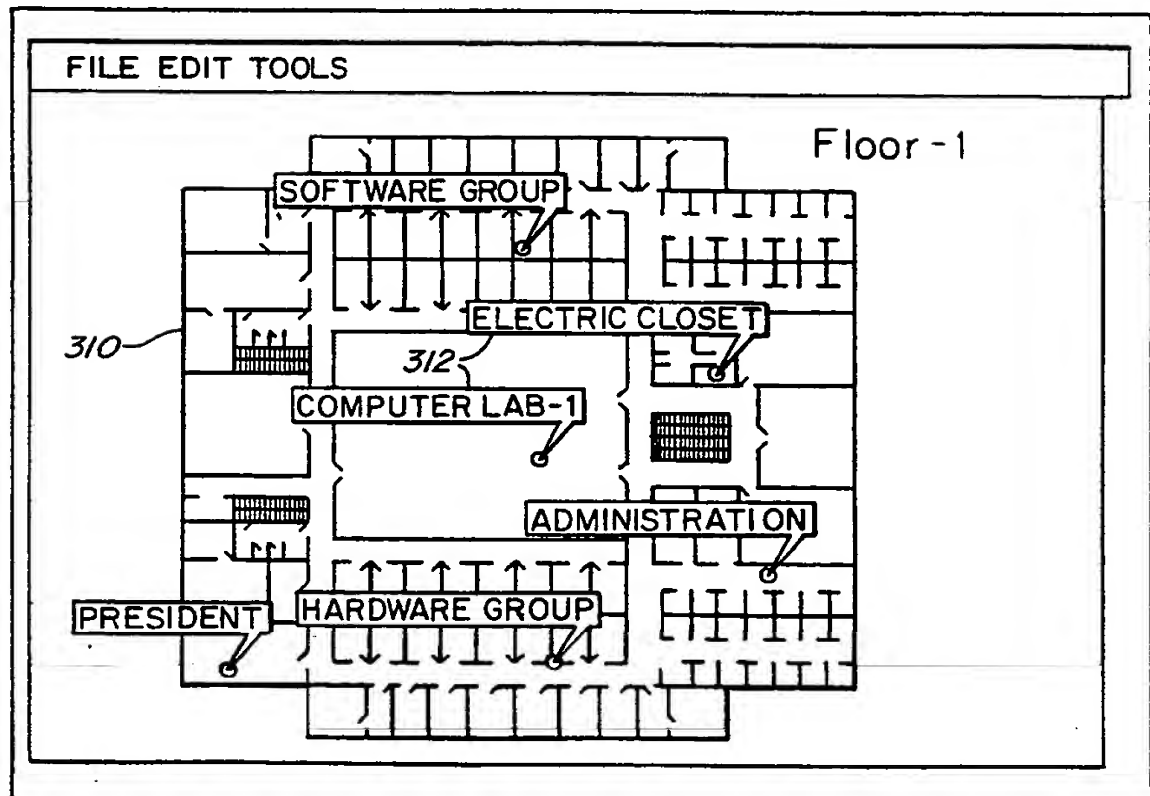 FILE EDIT TOOLS
Floor-1
SOFTWARE GROUP
ELECTRIC CLOSET
310
312
COMPUTER LAB-1
ADMINISTRATION
HARDWARE GROUP
PRESIDENT